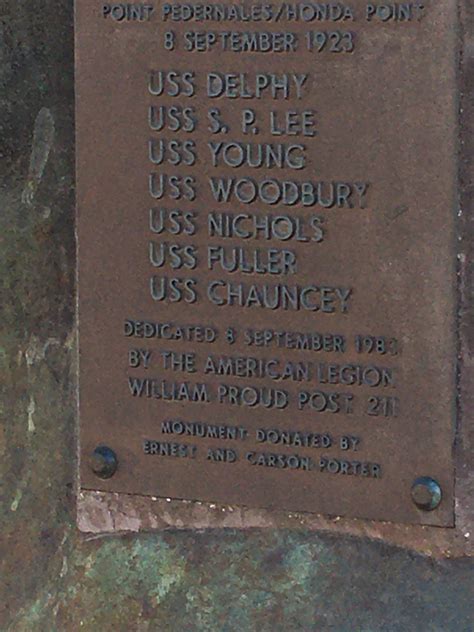 POINT PEDERNALES/HONDA POINT
8 SEPTEMBER 1923
USS DELPHY
USS S. P. LEE
USS YOUNG
USS WOODBURY
USS NICHOLS
USS FULLER
USS CHAUNCEY
DEDICATED 8 SEPTEMBER 1983
BY THE AMERICAN LEGION
WILLIAM PROUD POST 211
MONUMENT DONATED BY
ERNEST AND CARSON PORTER